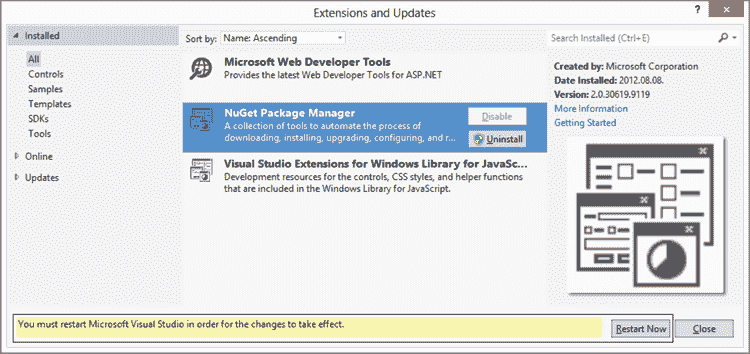 Extensions and Updates
? ×
Installed
All
Controls
Samples
Templates
SDKs
Tools
Online
Updates
Sort by: Name: Ascending
Microsoft Web Developer Tools
Provides the latest Web Developer Tools for ASP.NET
NuGet Package Manager
A collection of tools to automate the process of
downloading, installing, upgrading, configuring, and r...
Disable
Uninstall
Visual Studio Extensions for Windows Library for JavaSc...
Development resources for the controls, CSS styles, and helper functions
that are included in the Windows Library for JavaScript.
Search Installed (Ctrl+E)
Created by: Microsoft Corporation
Date Installed: 2012.08.08.
Version: 2.0.30619.9119
More Information
Getting Started
You must restart Microsoft Visual Studio in order for the changes to take effect.
Restart Now
Close